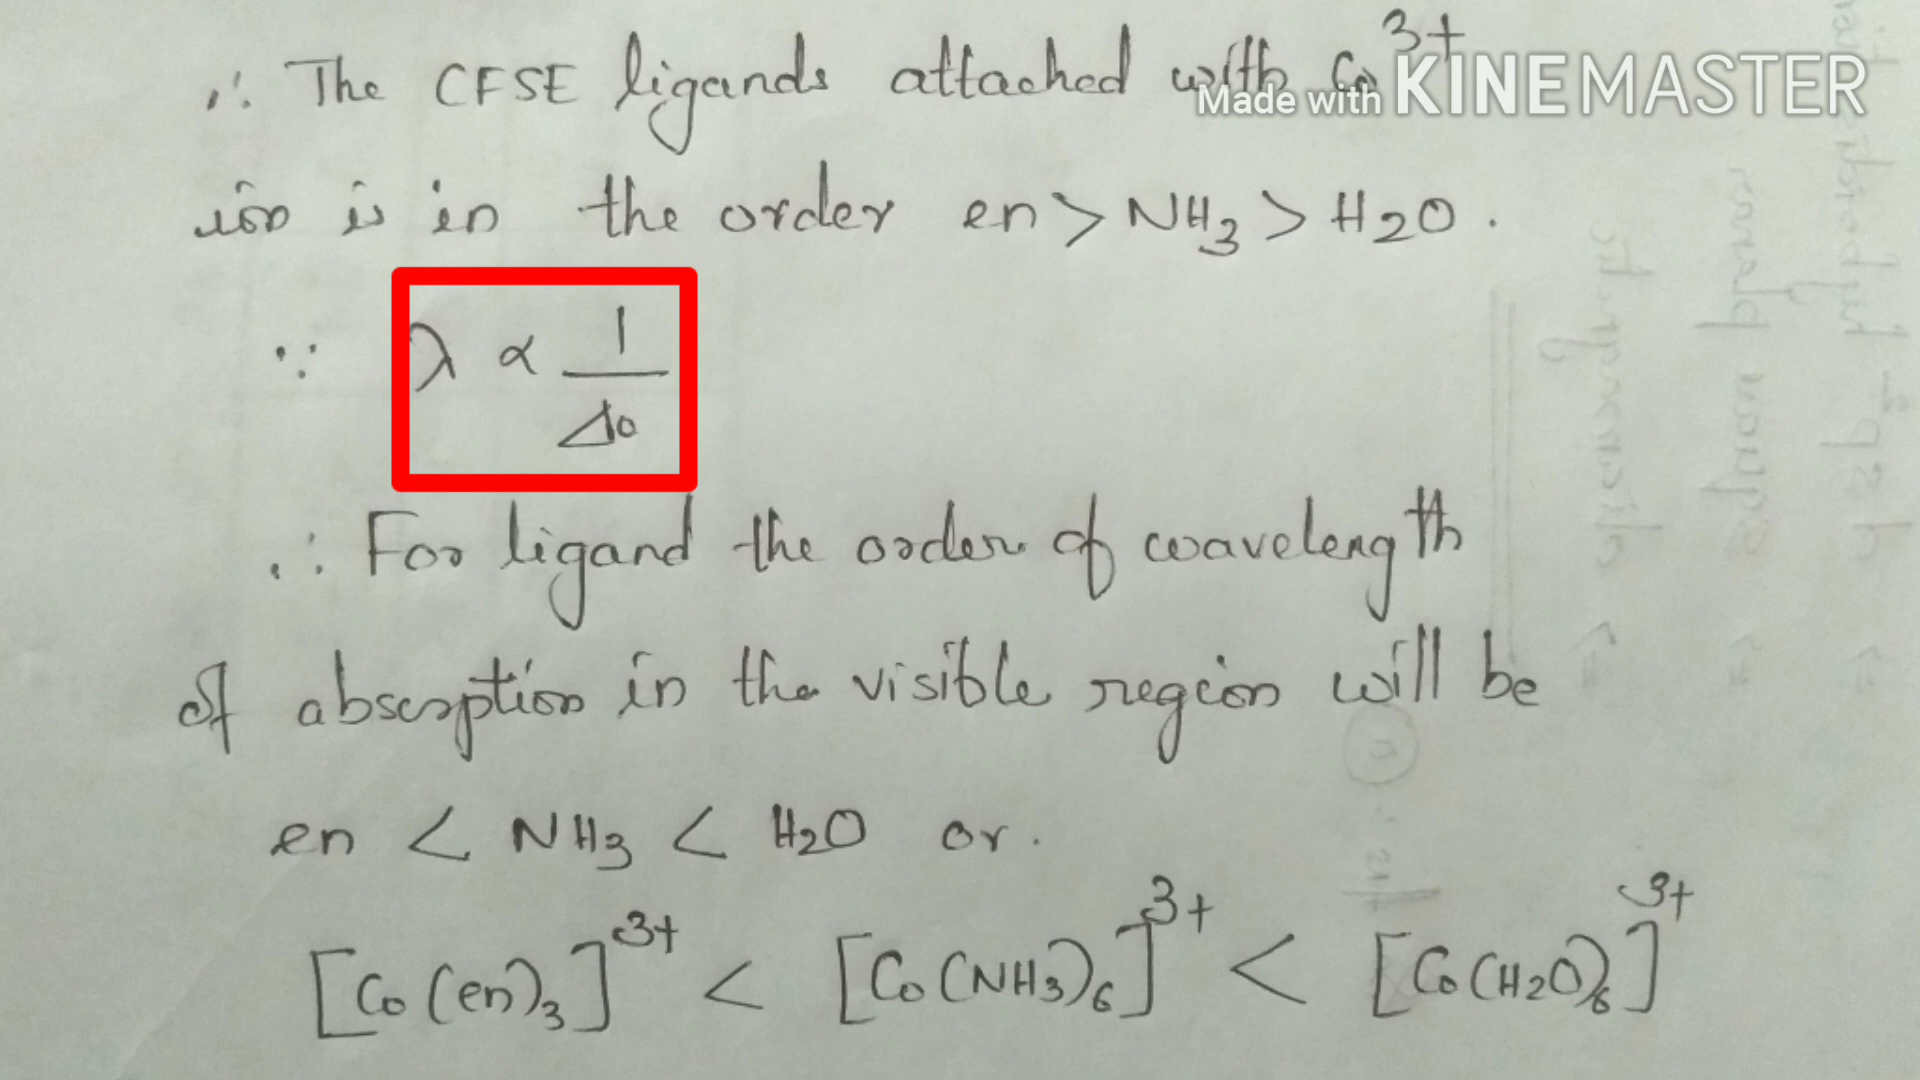 ∴ The CFSE ligands attached with Co³⁺
Made with KINEMASTER
ion is in the order en > NH₃ > H₂O.
∵ λ ∝ 1/Δo
∴ For ligand the order of wavelength
of absorption in the visible region will be
en < NH₃ < H₂O or.
[Co(en)₃]³⁺ < [Co(NH₃)₆]³⁺ < [Co(H₂O)₆]³⁺